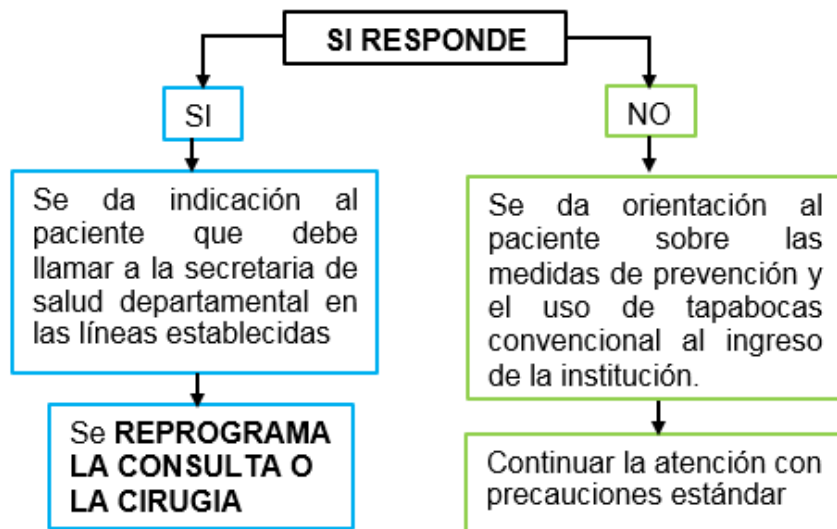 SI RESPONDE
SI
NO
Se da indicación al
paciente que debe
llamar a la secretaria de
salud departamental en
las líneas establecidas
Se da orientación al
paciente sobre las
medidas de prevención y
el uso de tapabocas
convencional al ingreso
de la institución.
Se REPROGRAMA
LA CONSULTA O
LA CIRUGIA
Continuar la atención con
precauciones estándar